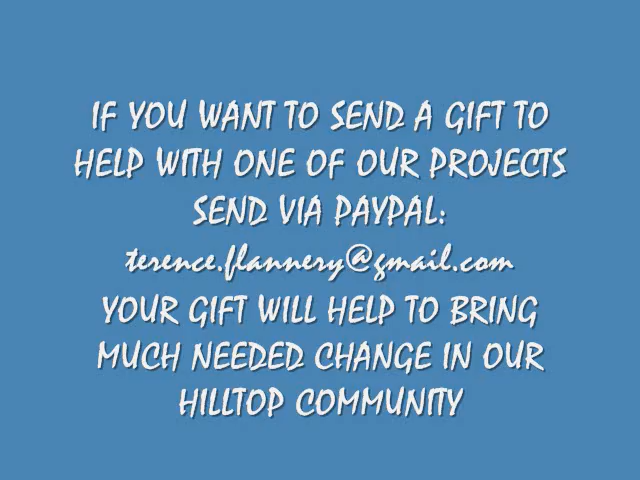 IF YOU WANT TO SEND A GIFT TO
HELP WITH ONE OF OUR PROJECTS
SEND VIA PAYPAL:
terence.flannery@gmail.com
YOUR GIFT WILL HELP TO BRING
MUCH NEEDED CHANGE IN OUR
HILLTOP COMMUNITY